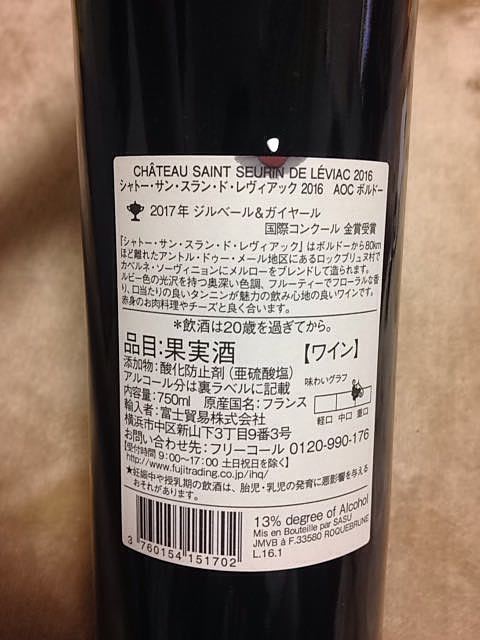 CHÂTEAU SAINT SEURIN DE LÉVIAC 2016
シャトー・サン・スラン・ド・レヴィアック 2016 AOC ボルドー
2017年 ジルベール&ガイヤール
国際コンクール 金賞受賞
『シャトー・サン・スラン・ド・レヴィアック』はボルドーから80km
ほど離れたアントル・ドゥー・メール地区にあるロックブリュヌ村で
カベルネ・ソーヴィニョンにメルローをブレンドして造られます。
ルビー色の光沢を持つ奥深い色調、フルーティーでフローラルな香
り、口当たりの良いタンニンが魅力の飲み心地の良いワインです。
赤身のお肉料理やチーズと良く合います。
*飲酒は20歳を過ぎてから。
品目:果実酒 【ワイン】
添加物:酸化防止剤(亜硫酸塩)
アルコール分は裏ラベルに記載
味わいグラフ
内容量:750ml 原産国名:フランス
軽口 中口 重口
輸入者:富士貿易株式会社
横浜市中区新山下3丁目9番3号
お問い合わせ先:フリーコール 0120-990-176
【受付時間 9:00~17:00 土日祝日を除く】
http://www.fujitrading.co.jp/ihq/
★妊娠中や授乳期の飲酒は、胎児・乳児の発育に悪影響を与える
おそれがあります。
13% degree of Alcohol
Mis en Bouteille par SASU
JMVB à F.33580 ROQUEBRUNE
L.16.1
3 760154 151702